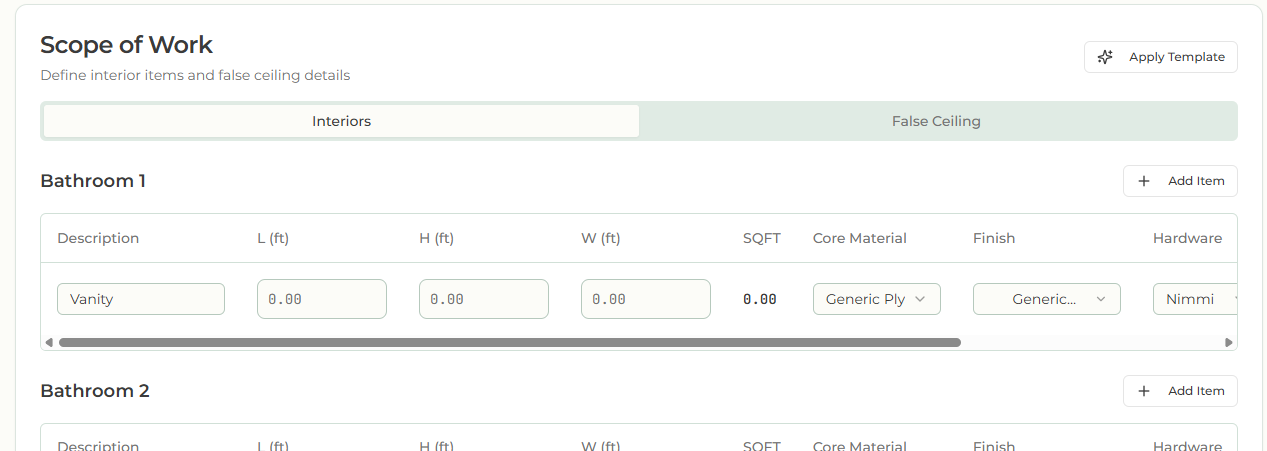 Scope of Work
Define interior items and false ceiling details
Apply Template
Interiors False Ceiling
Bathroom 1
Add Item
Description L (ft) H (ft) W (ft) SQFT Core Material Finish Hardware
Vanity 0.00 0.00 0.00 0.00 Generic Ply Generic... Nimmi
Bathroom 2
Add Item
Description L (ft) H (ft) W (ft) SQFT Core Material Finish Hardware